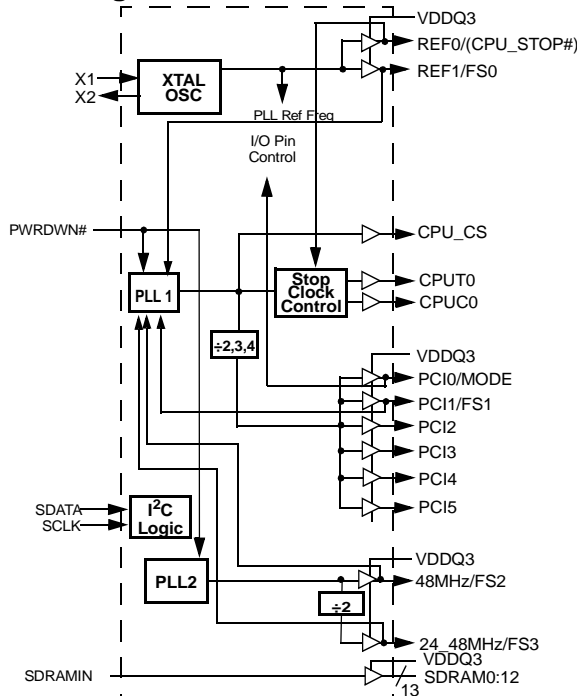 VDDQ3
REF0/(CPU_STOP#)
REF1/FS0
X1
X2
XTAL
OSC
PLL Ref Freq
I/O Pin
Control
PWRDWN#
CPU_CS
PLL 1
Stop
Clock
Control
CPUT0
CPUC0
÷2,3,4
VDDQ3
PCI0/MODE
PCI1/FS1
PCI2
PCI3
PCI4
PCI5
SDATA
SCLK
I²C
Logic
VDDQ3
PLL2
48MHz/FS2
÷2
24_48MHz/FS3
VDDQ3
SDRAMIN
SDRAM0:12
13